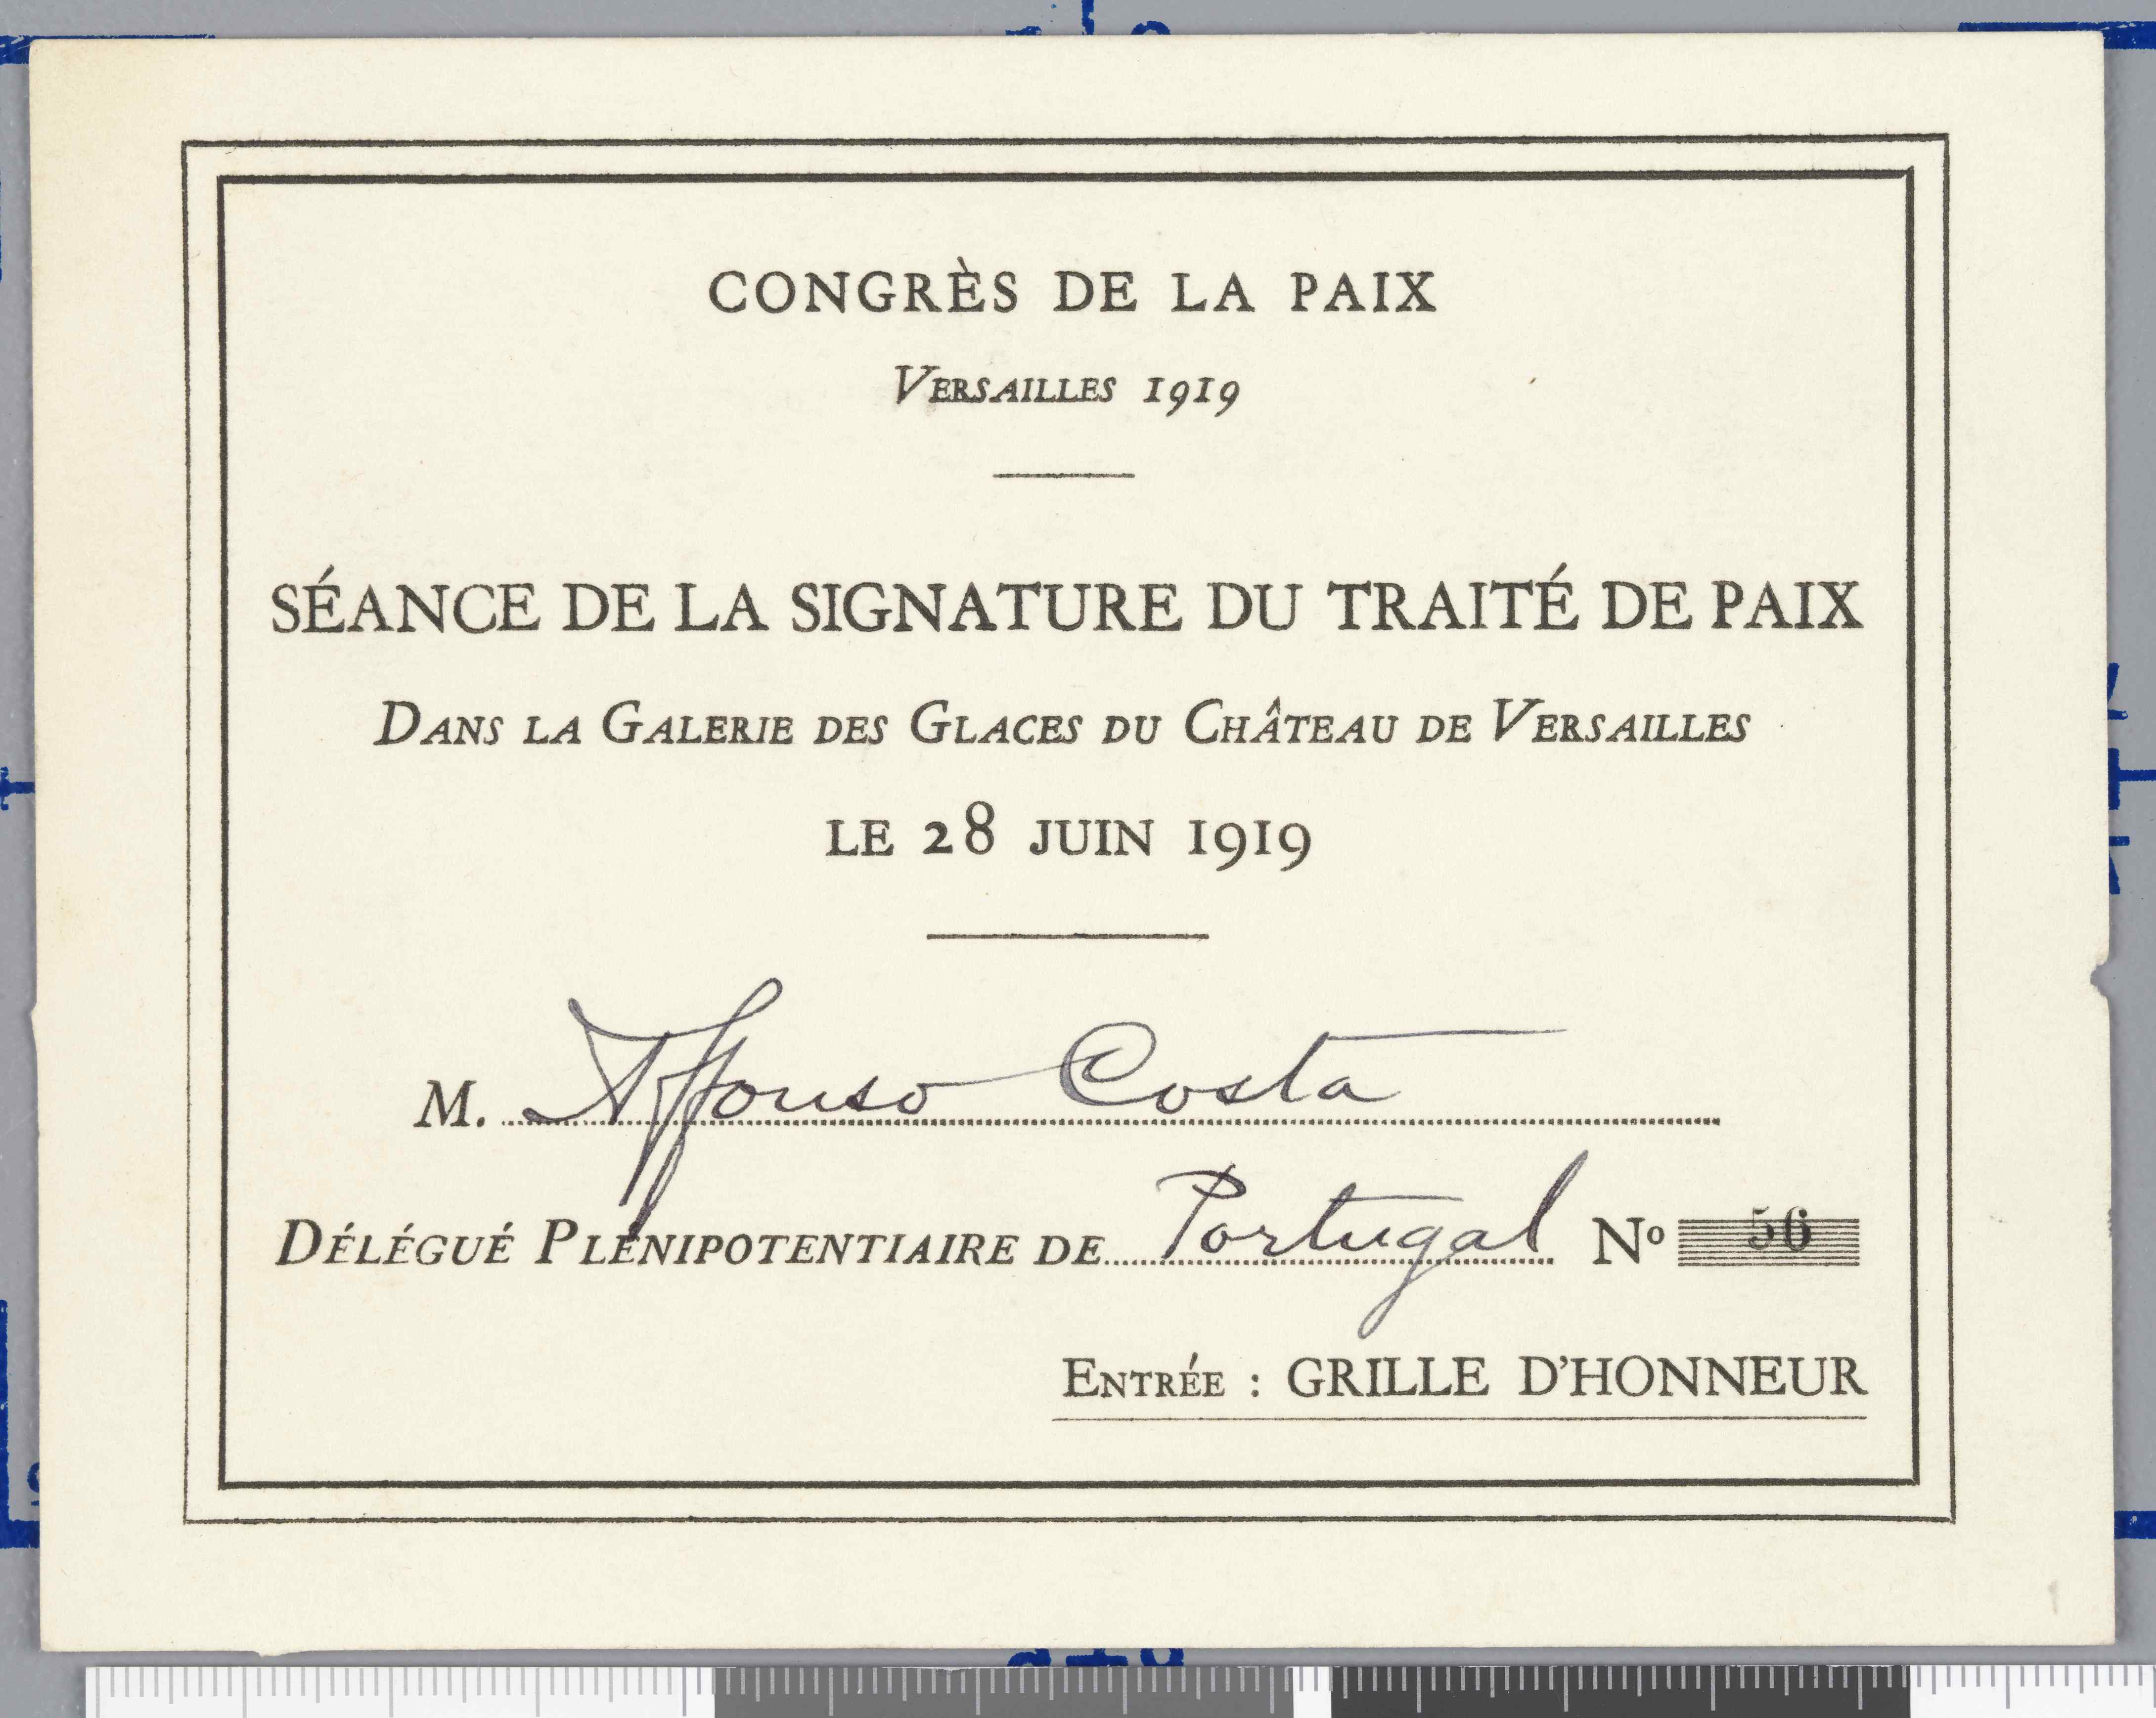 CONGRÈS DE LA PAIX
VERSAILLES 1919
SÉANCE DE LA SIGNATURE DU TRAITÉ DE PAIX
DANS LA GALERIE DES GLACES DU CHÂTEAU DE VERSAILLES
LE 28 JUIN 1919
M. Affonso Costa
DÉLÉGUÉ PLÉNIPOTENTIAIRE DE Portugal Nº 56
ENTRÉE : GRILLE D'HONNEUR